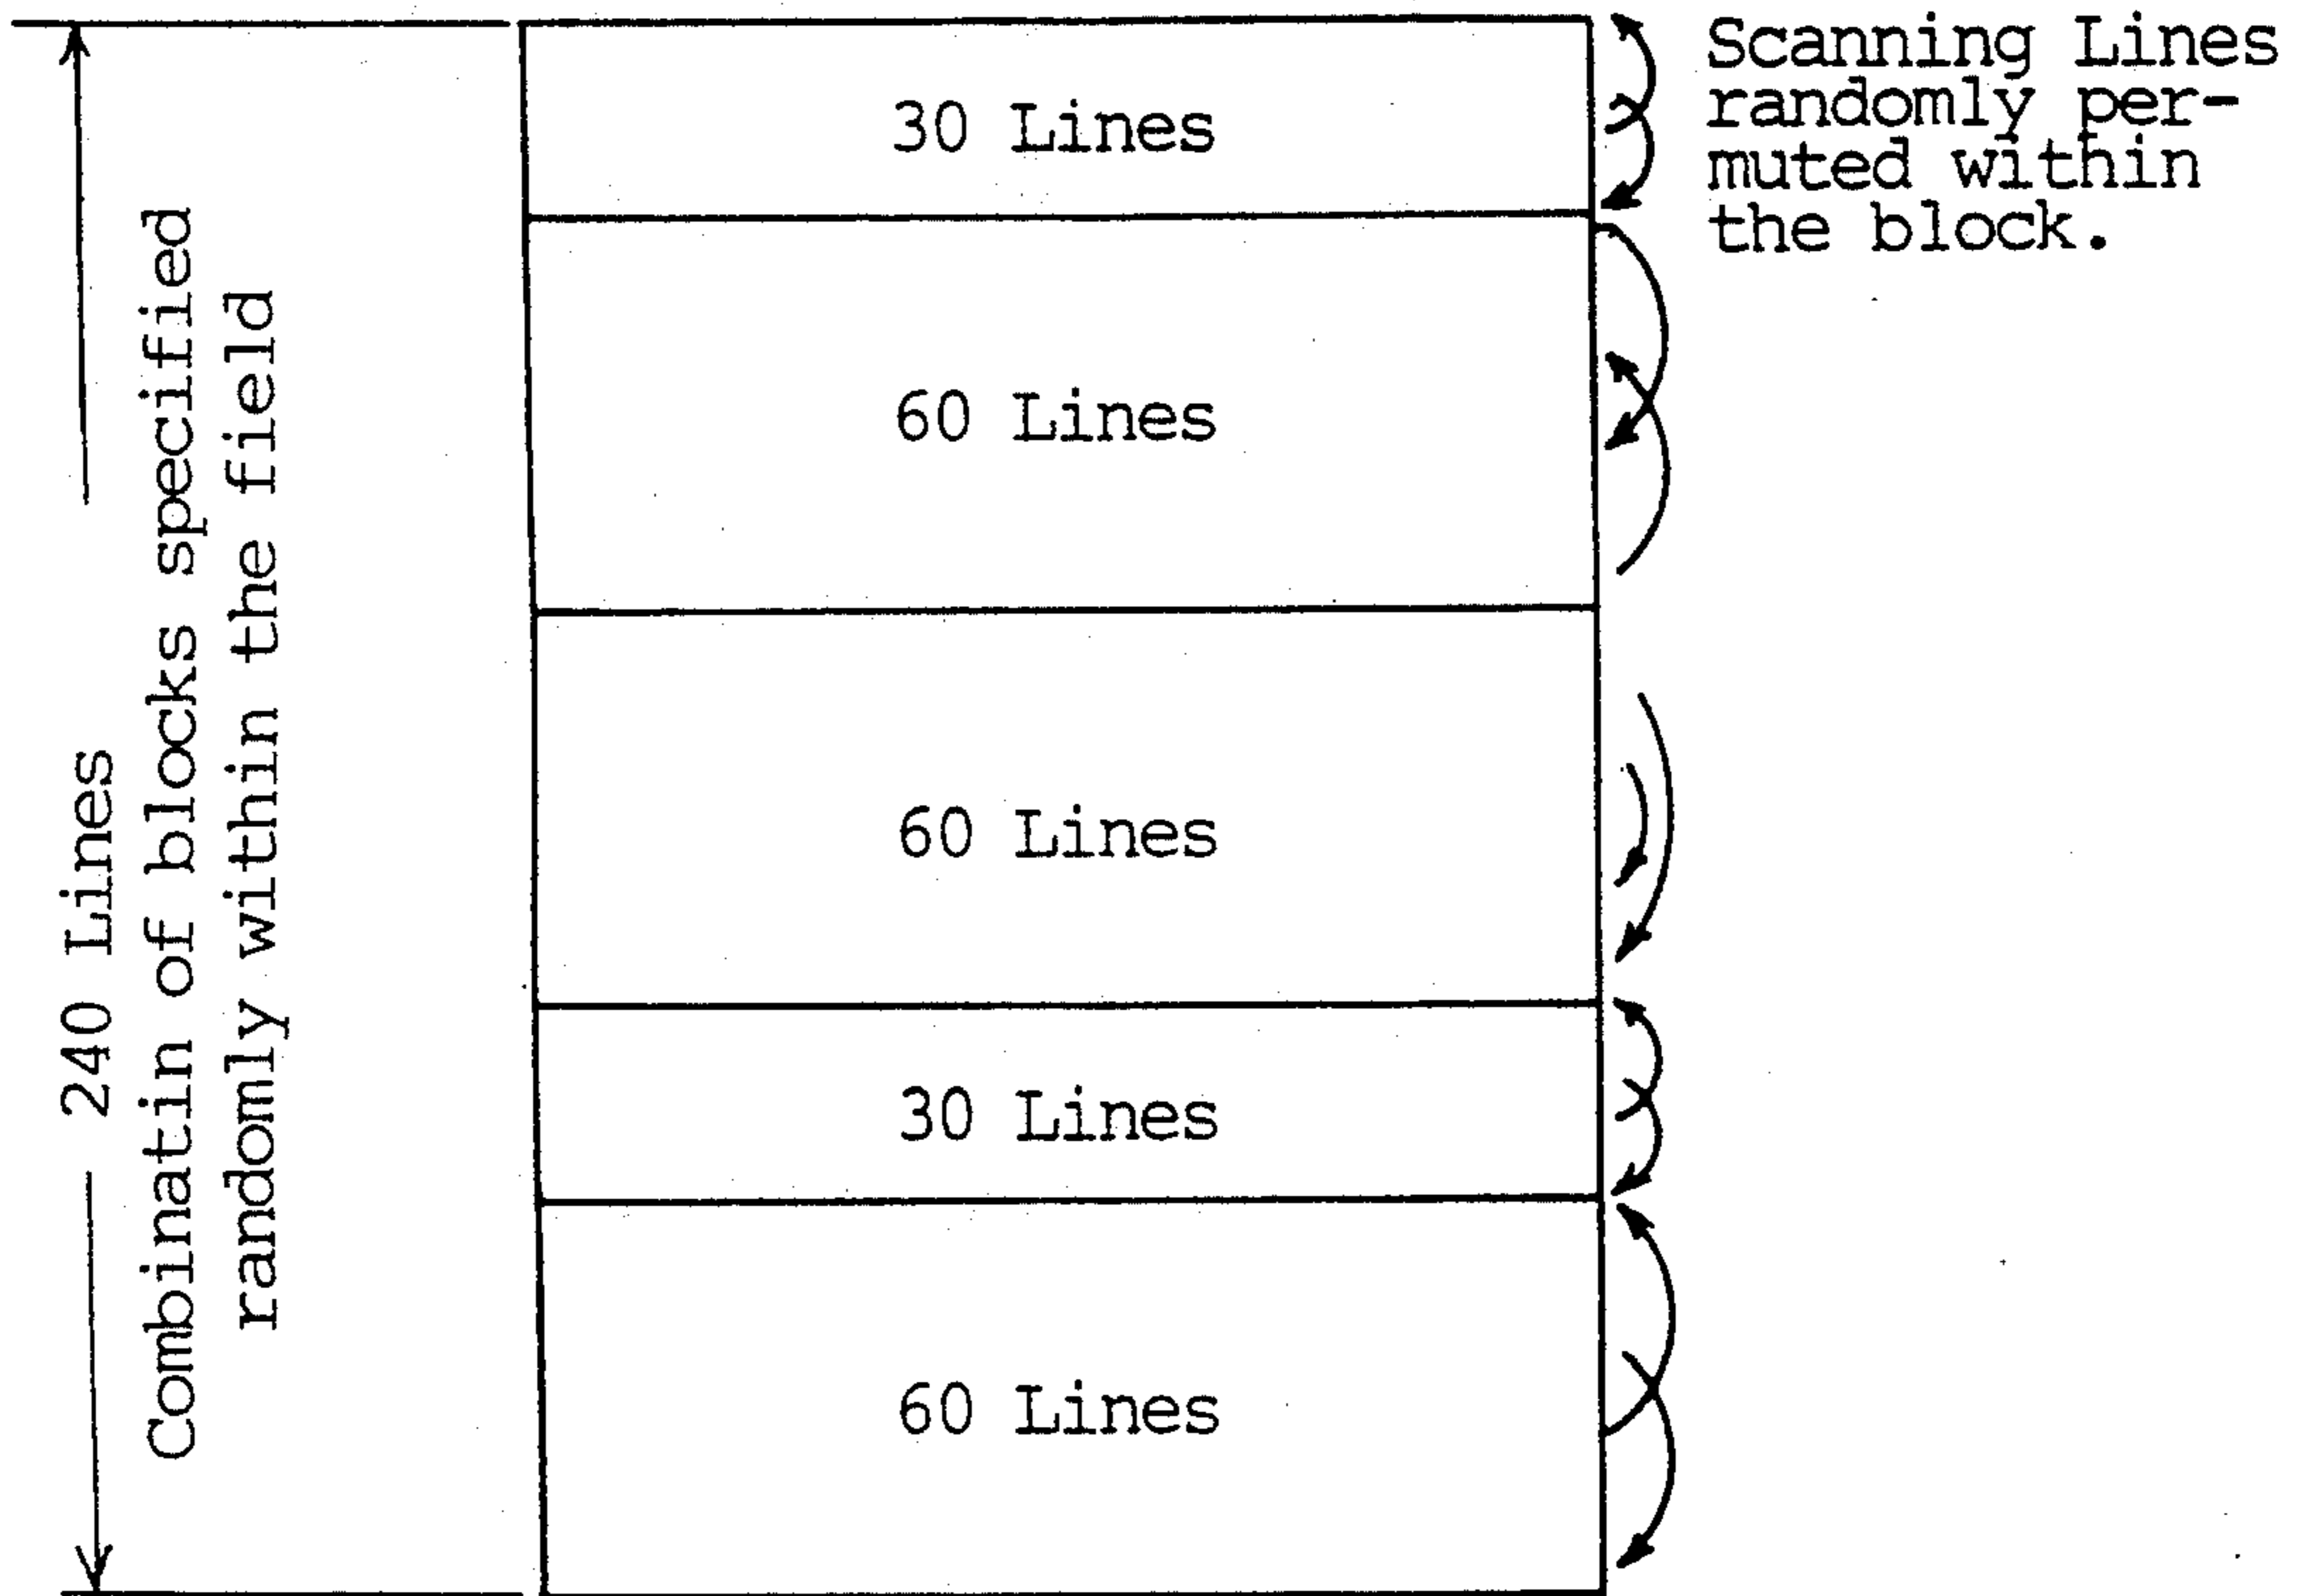 Scanning Lines
randomly per-
muted within
the block.
30 Lines
60 Lines
60 Lines
30 Lines
60 Lines
240 Lines
Combinatin of blocks specified
randomly within the field